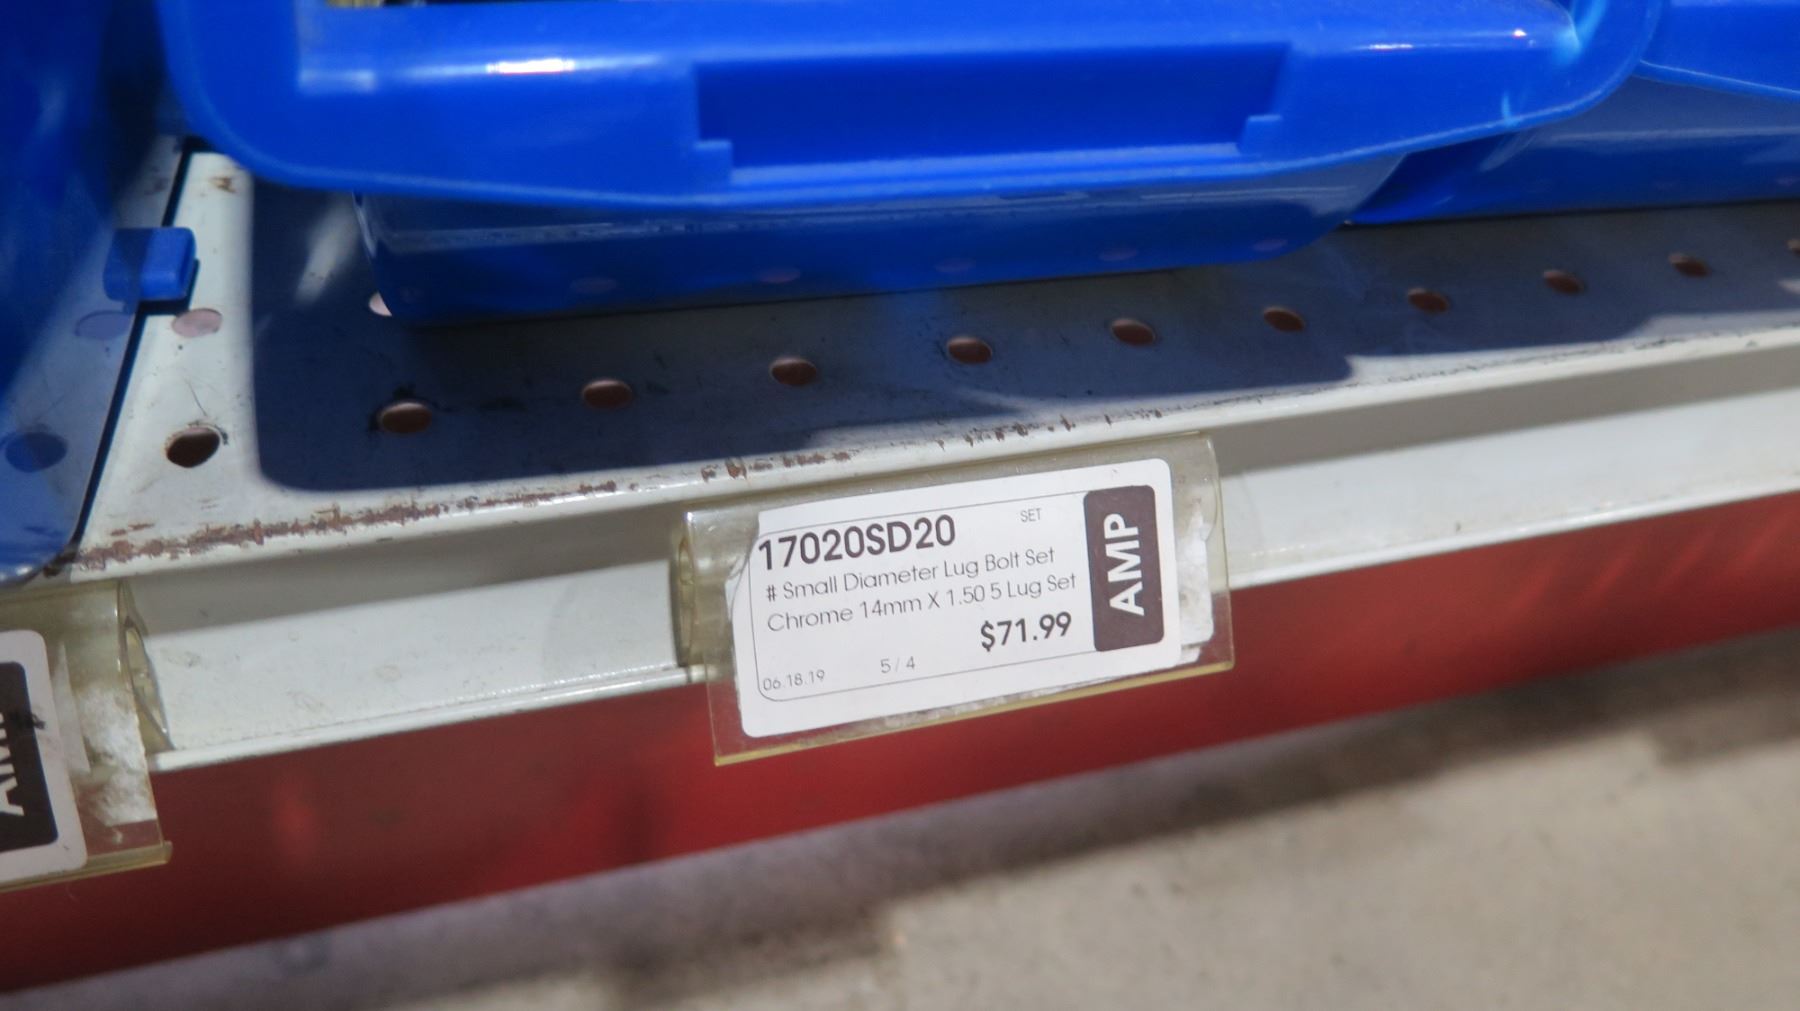 17020SD20 SET
# Small Diameter Lug Bolt Set
Chrome 14mm X 1.50 5 Lug Set
$71.99
06.18.19 5/4
AMP